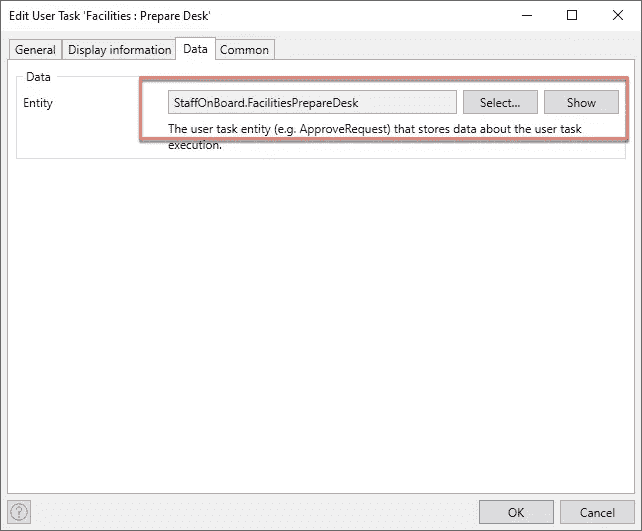 Edit User Task 'Facilities : Prepare Desk'
General Display information Data Common
Data
Entity StaffOnBoard.FacilitiesPrepareDesk Select... Show
The user task entity (e.g. ApproveRequest) that stores data about the user task
execution.
? OK Cancel